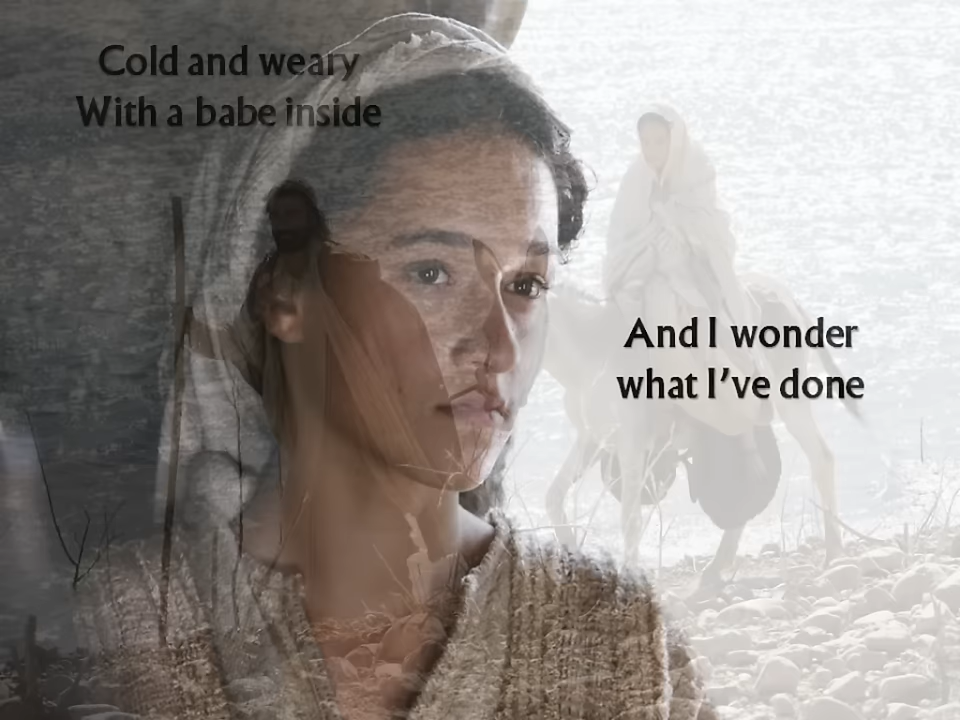 Cold and weary
With a babe inside
And I wonder
what I've done